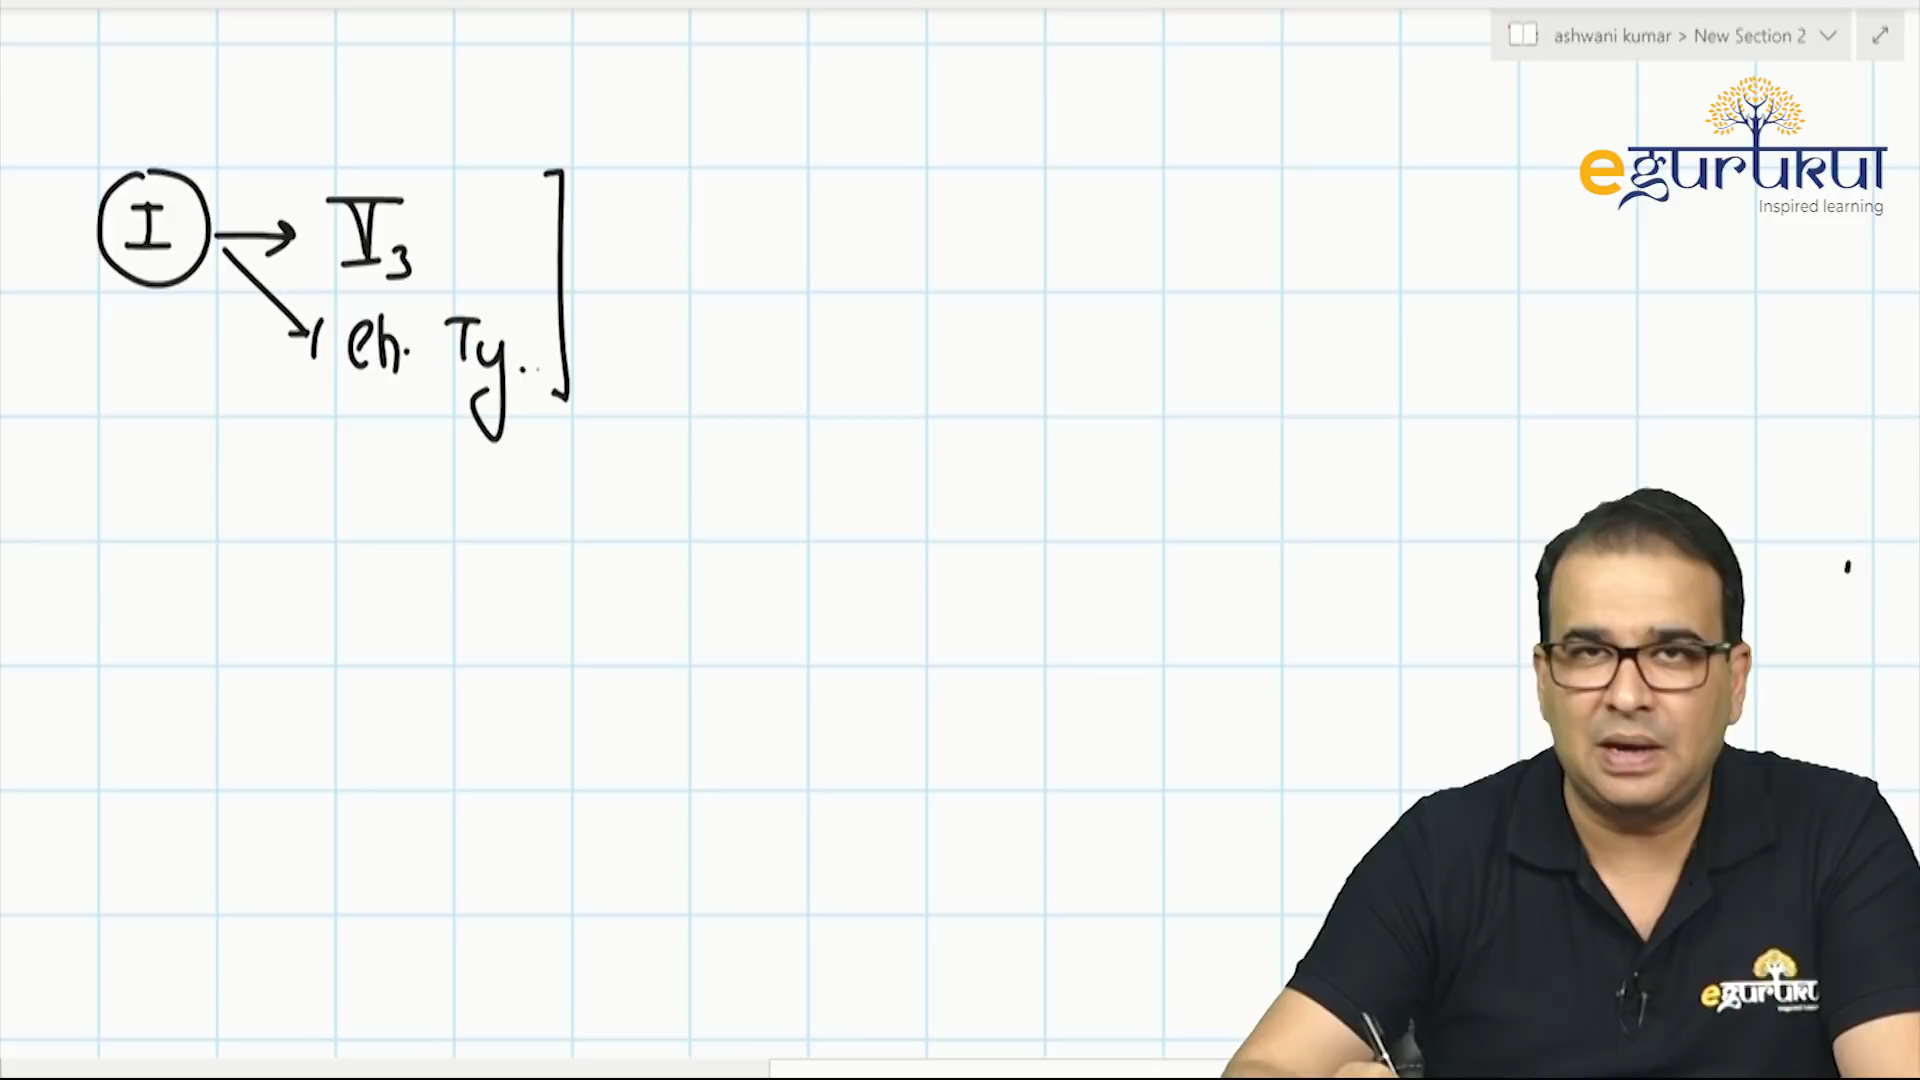 ashwani kumar > New Section 2
egurukul
Inspired learning
I → V3
ch. Ty..
egurukul